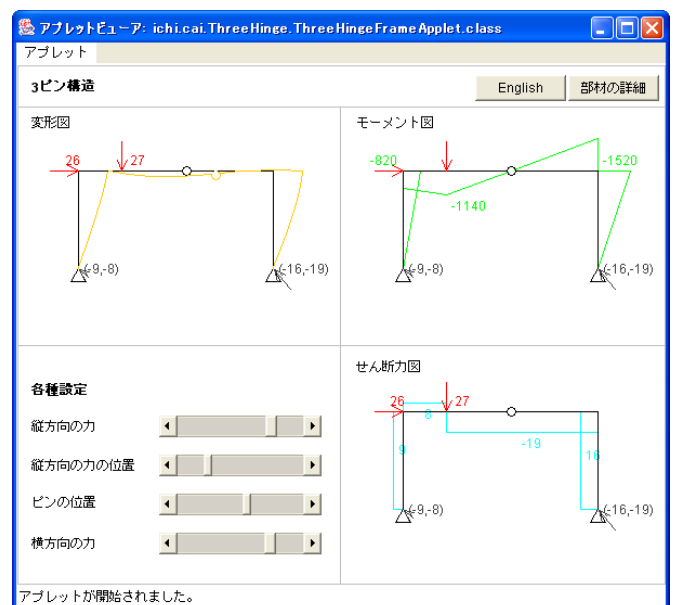 アプレットビューア: ichi.cai.ThreeHinge.ThreeHingeFrameApplet.class
アプレット
3ピン構造
English
部材の詳細
変形図
26
27
(-9,-8)
(-16,-19)
モーメント図
-820
-1520
-1140
(-9,-8)
(-16,-19)
各種設定
縦方向の力
縦方向の力の位置
ピンの位置
横方向の力
せん断力図
26
27
8
-19
9
16
(-9,-8)
(-16,-19)
アプレットが開始されました。